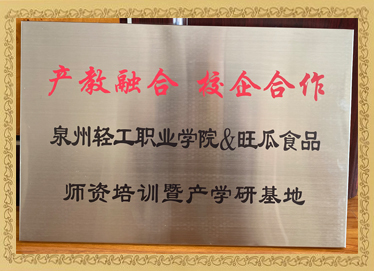 产教融合 校企合作
泉州轻工职业学院&旺瓜食品
师资培训暨产学研基地